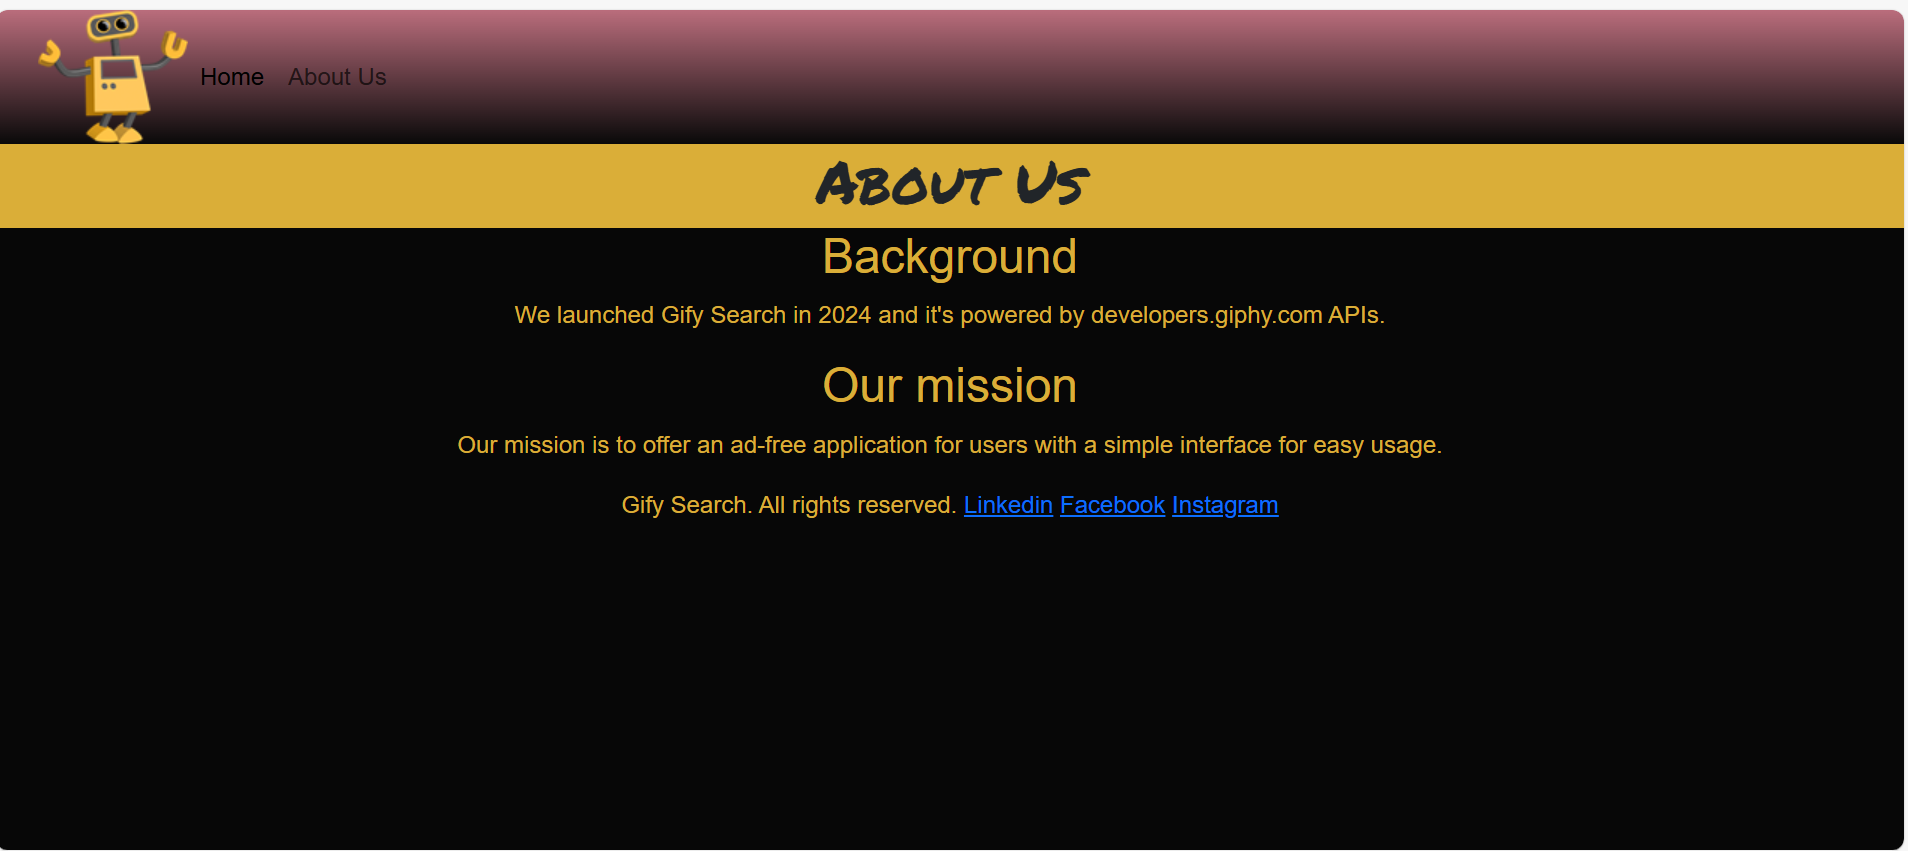 Home About Us
About Us
Background
We launched Gify Search in 2024 and it's powered by developers.giphy.com APIs.
Our mission
Our mission is to offer an ad-free application for users with a simple interface for easy usage.
Gify Search. All rights reserved. Linkedin Facebook Instagram